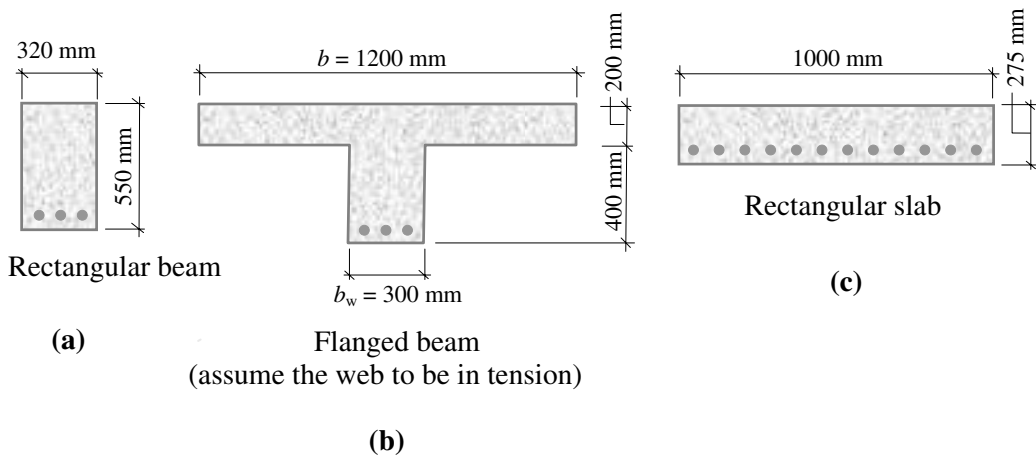 320 mm
550 mm
Rectangular beam
(a)
b = 1200 mm
200 mm
400 mm
b_w = 300 mm
Flanged beam
(assume the web to be in tension)
(b)
1000 mm
275 mm
Rectangular slab
(c)